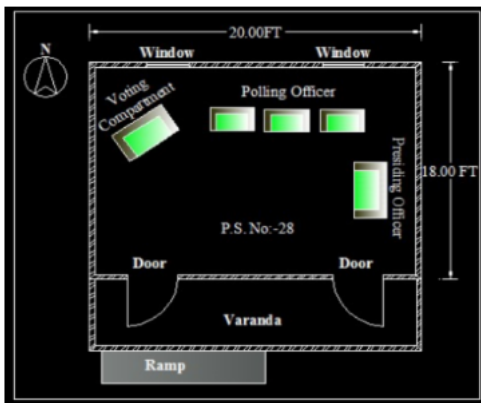 20.00FT
N
Window
Window
Voting
Compartment
Polling Officer
Presiding Officer
18.00 FT
P.S. No:-28
Door
Door
Varanda
Ramp